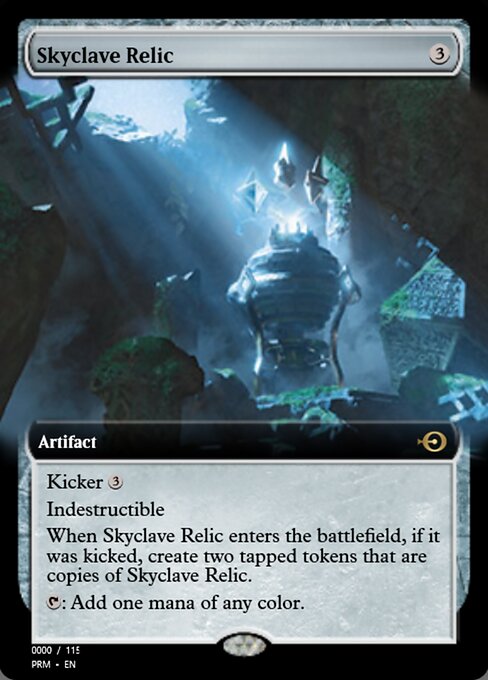 Skyclave Relic 3
Artifact
Kicker 3
Indestructible
When Skyclave Relic enters the battlefield, if it
was kicked, create two tapped tokens that are
copies of Skyclave Relic.
: Add one mana of any color.
0000 / 115
PRM • EN